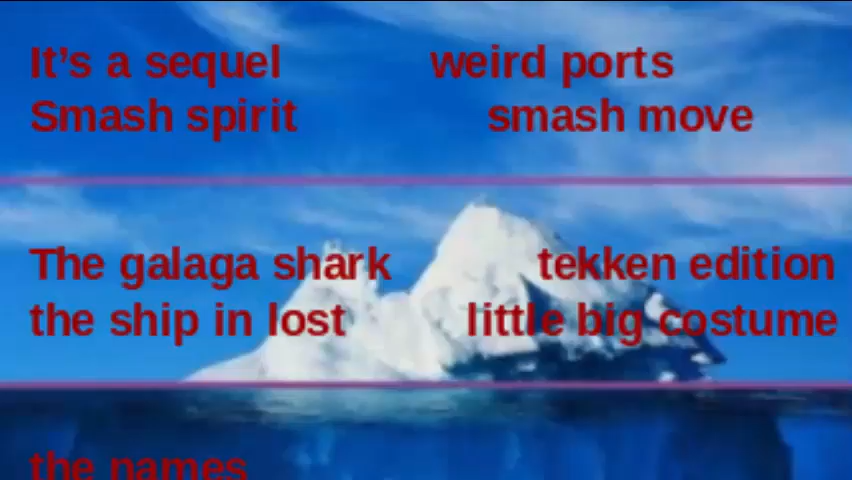 It's a sequel weird ports
Smash spirit smash move
The galaga shark tekken edition
the ship in lost little big costume
the names